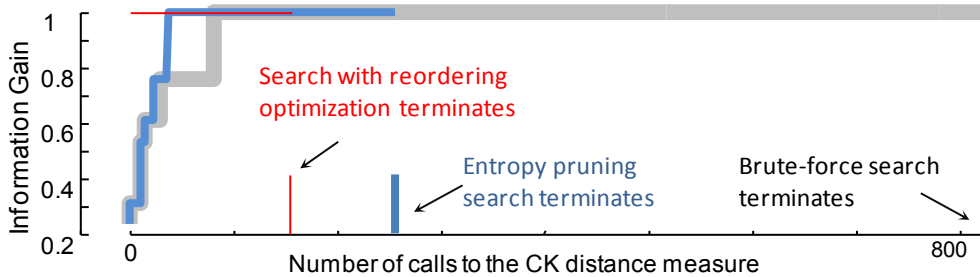 Information Gain
1
0.8
0.6
0.4
0.2
Search with reordering
optimization terminates
Entropy pruning
search terminates
Brute-force search
terminates
0
800
Number of calls to the CK distance measure